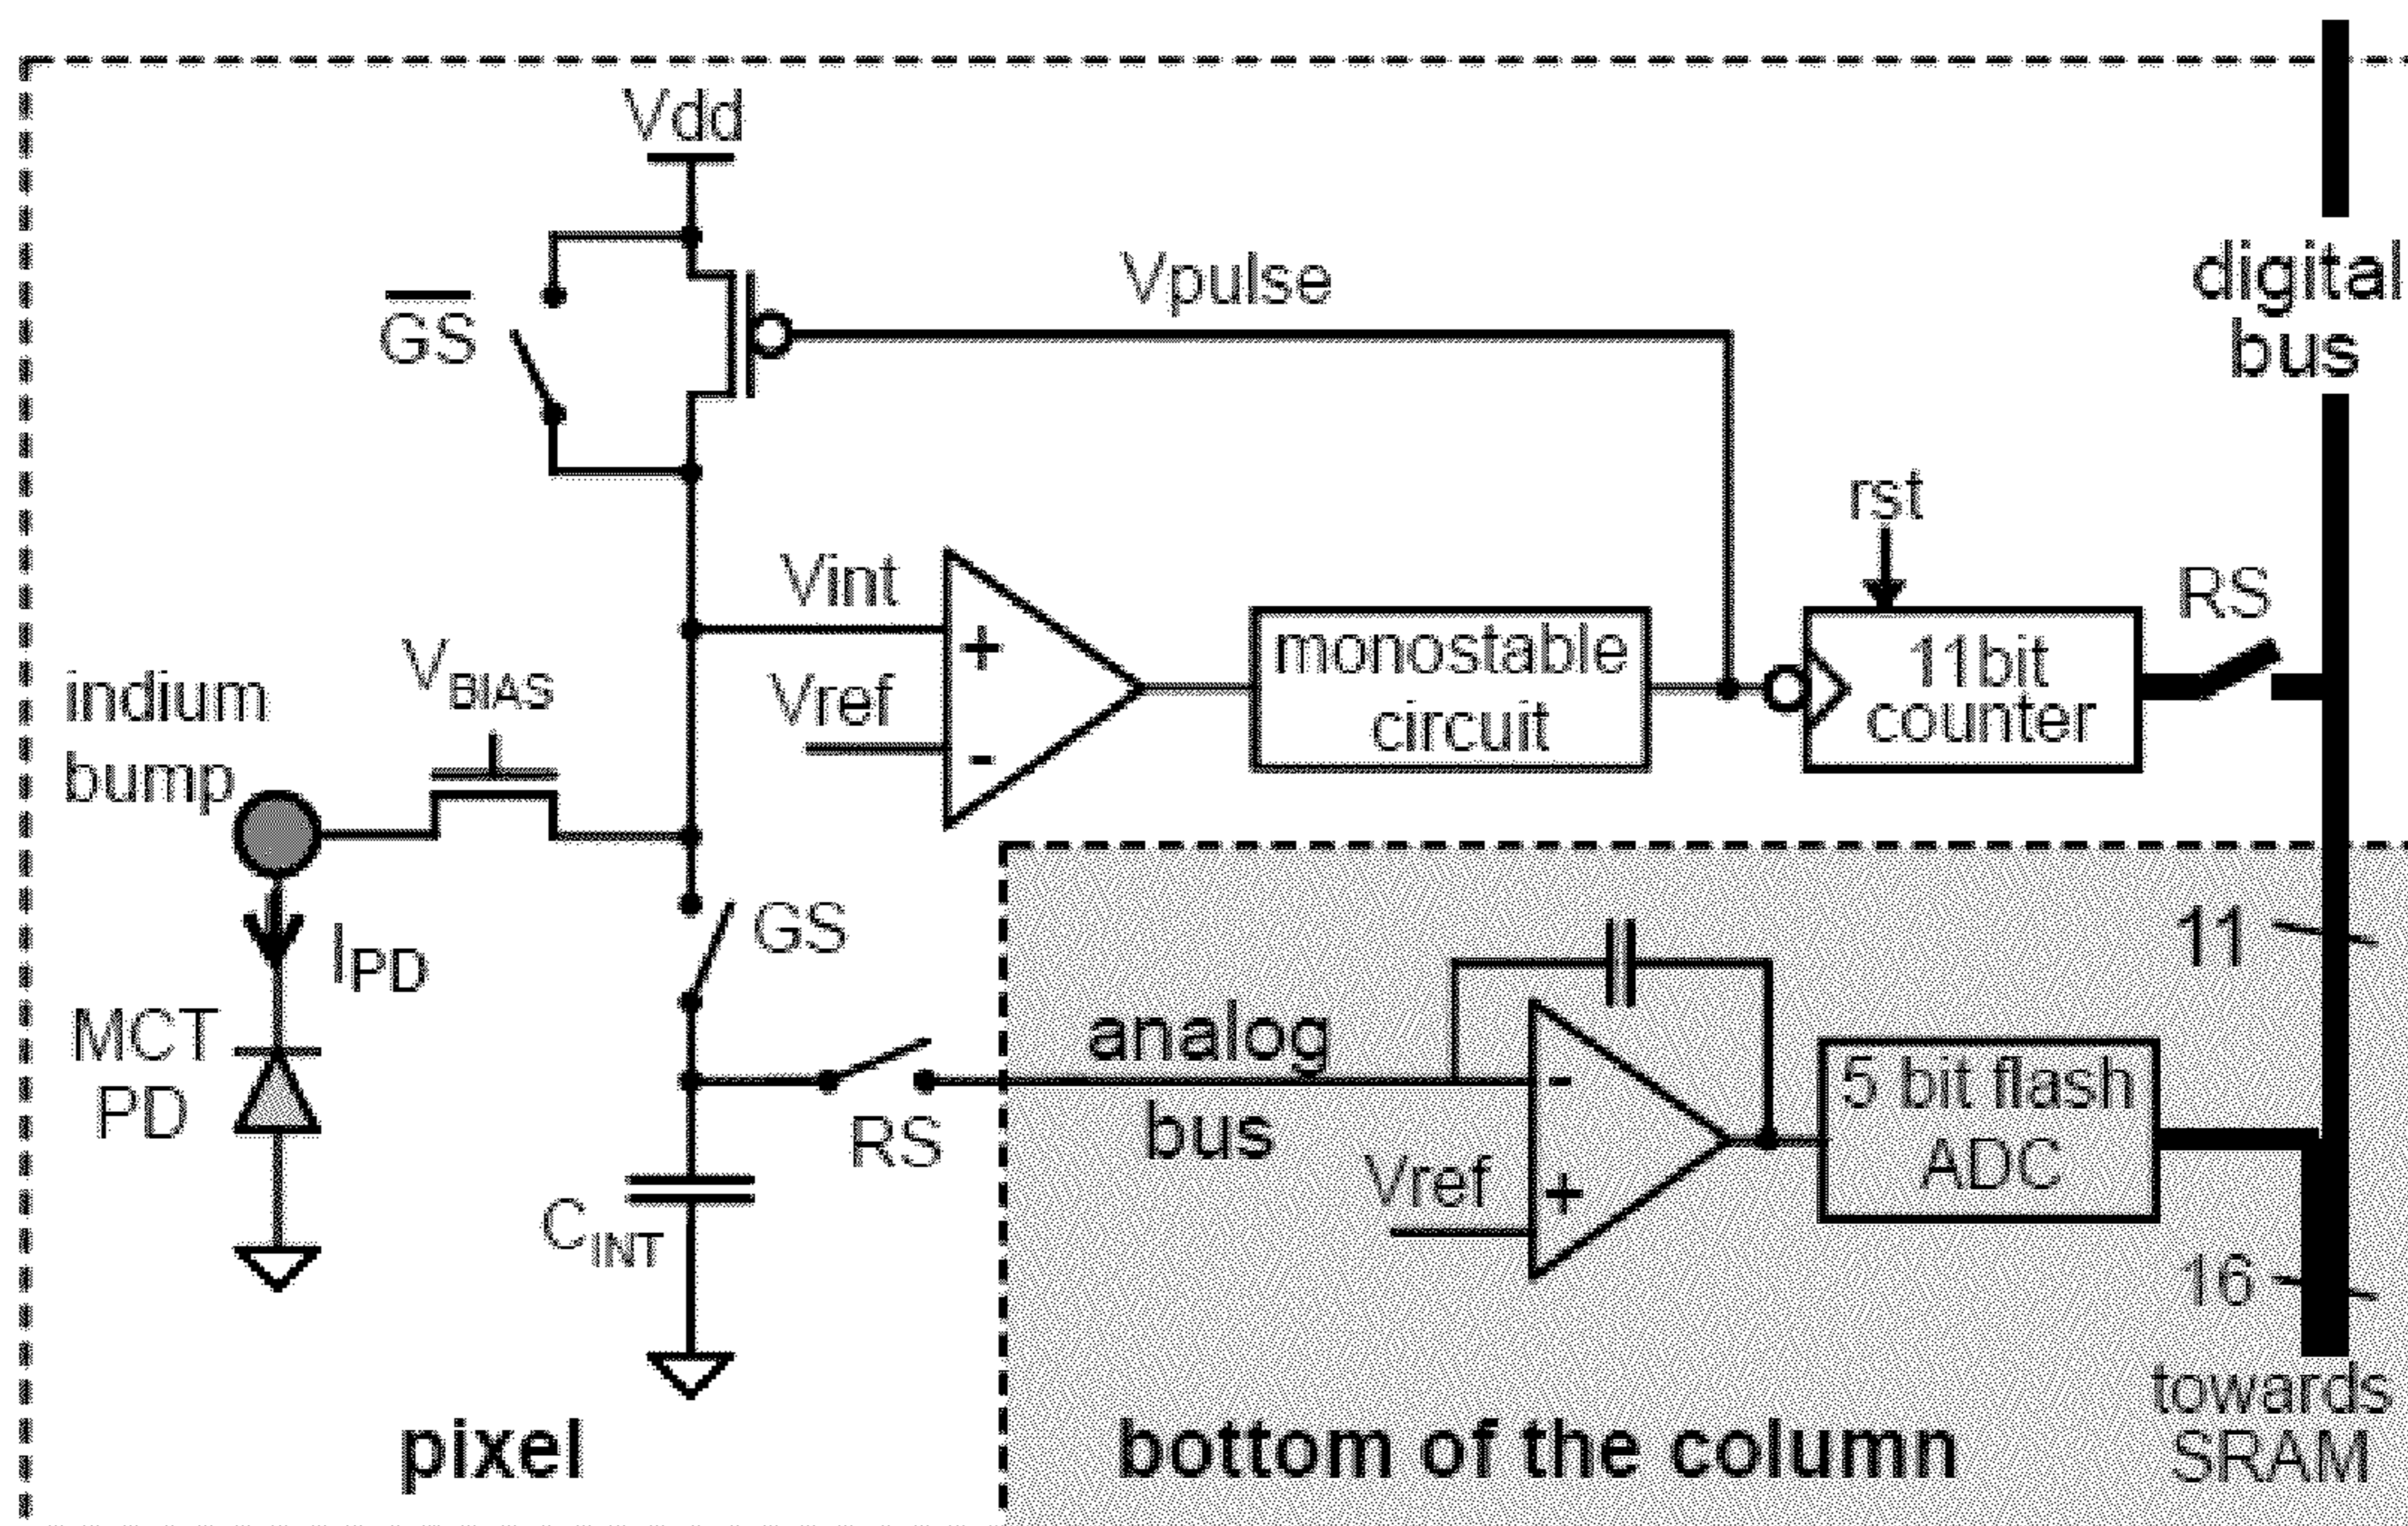 Vdd
digital
bus
Vpulse
GS
rst
RS
Vint
+
Vref
-
monostable
circuit
11bit
counter
indium
bump
VBIAS
GS
IPD
11
MCT
PD
analog
bus
RS
-
Vref
+
5 bit flash
ADC
CINT
16
towards
SRAM
pixel
bottom of the column